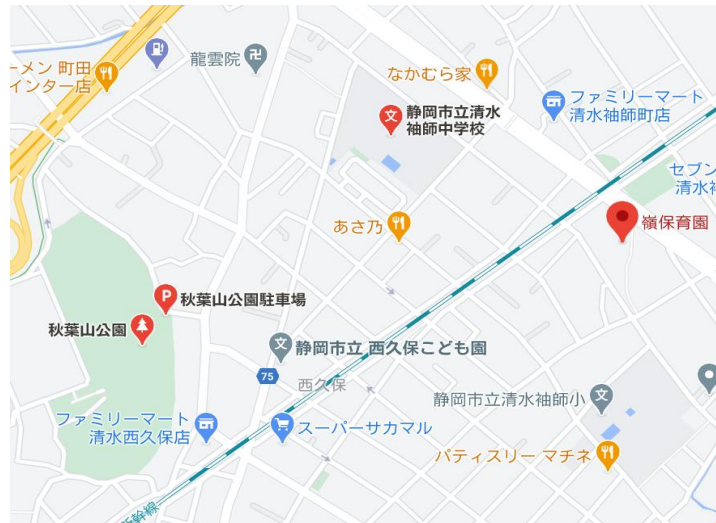 龍雲院
ーメン 町田
インター店
なかむら家
静岡市立清水
袖師中学校
ファミリーマート
清水袖師町店
セブン
清水袖
嶺保育園
あさ乃
P
秋葉山公園駐車場
秋葉山公園
文
静岡市立 西久保こども園
75
西久保
静岡市立清水袖師小
文
ファミリーマート
清水西久保店
スーパーサカマル
パティスリー マチネ
新幹線